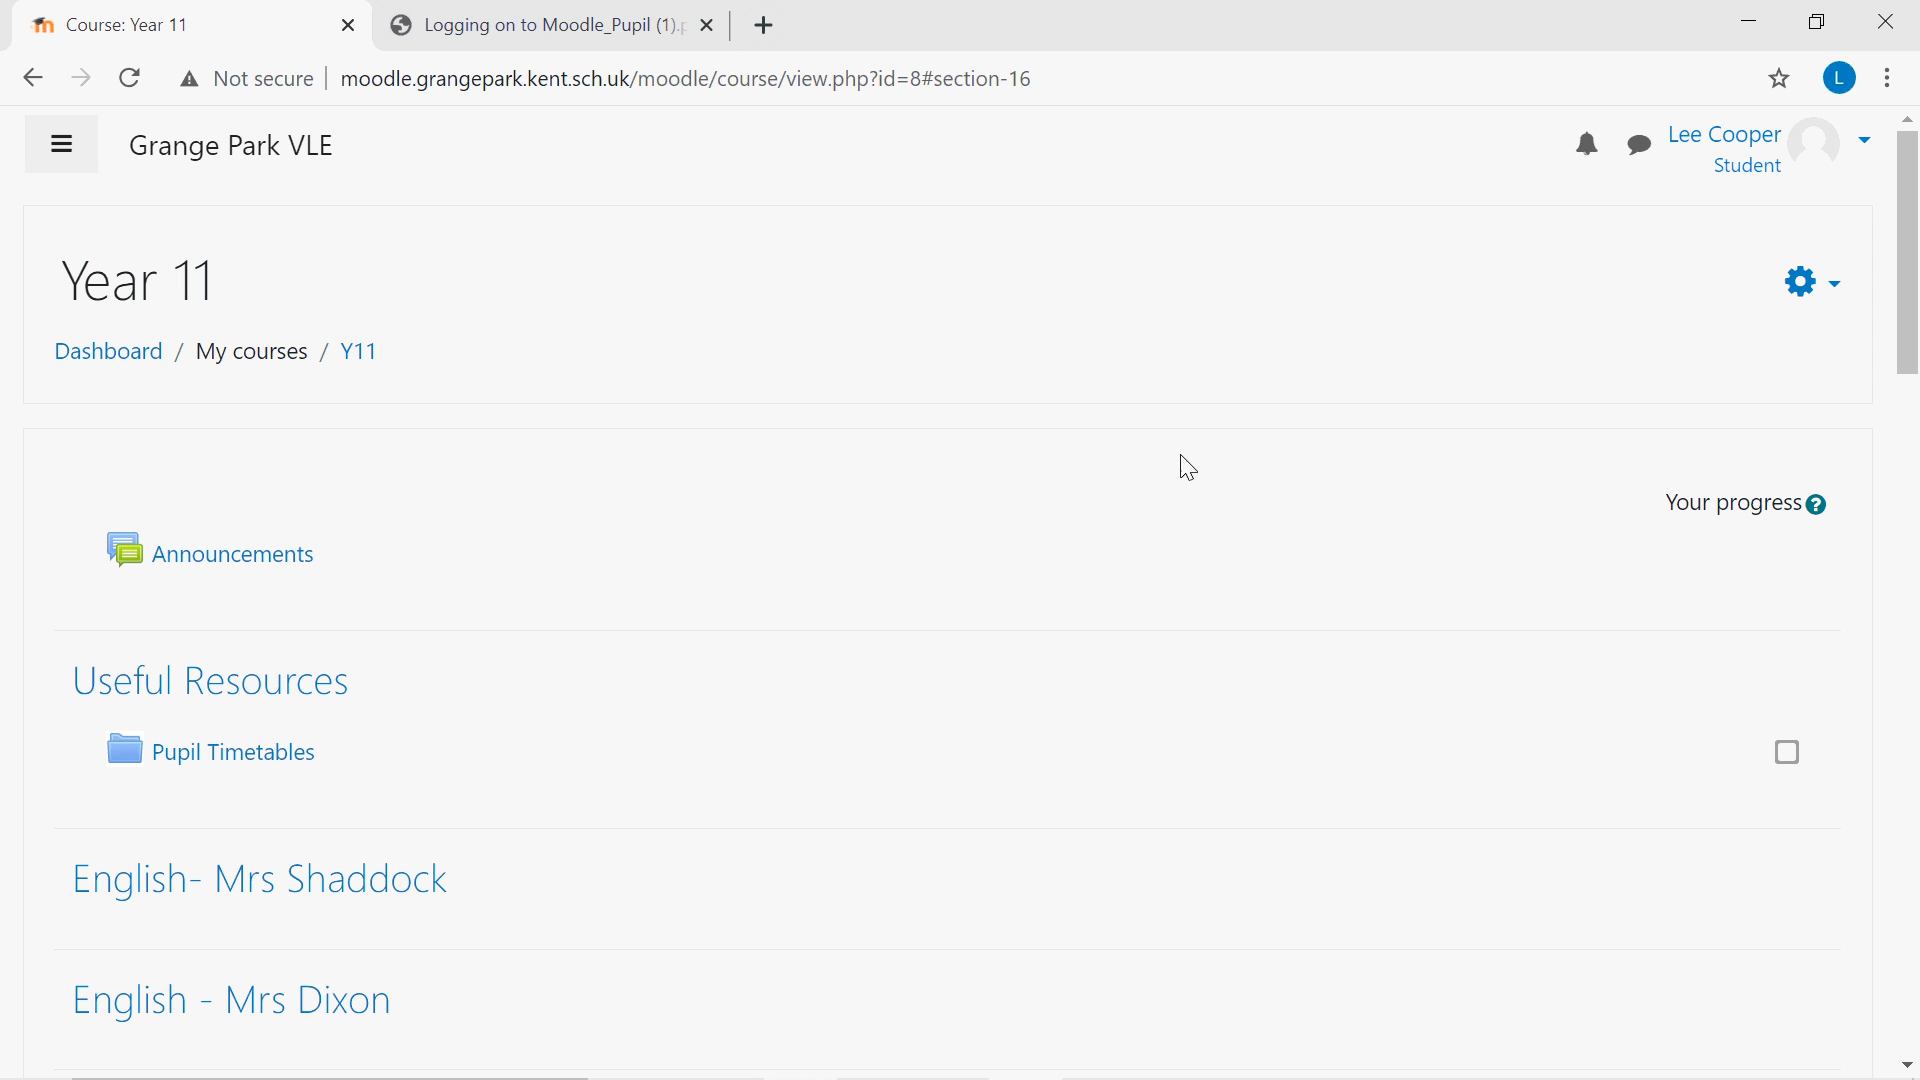 Course: Year 11
Logging on to Moodle_Pupil (1).p
Not secure
moodle.grangepark.kent.sch.uk/moodle/course/view.php?id=8#section-16
L
Grange Park VLE
Lee Cooper
Student
Year 11
Dashboard / My courses / Y11
Your progress
Announcements
Useful Resources
Pupil Timetables
English- Mrs Shaddock
English - Mrs Dixon